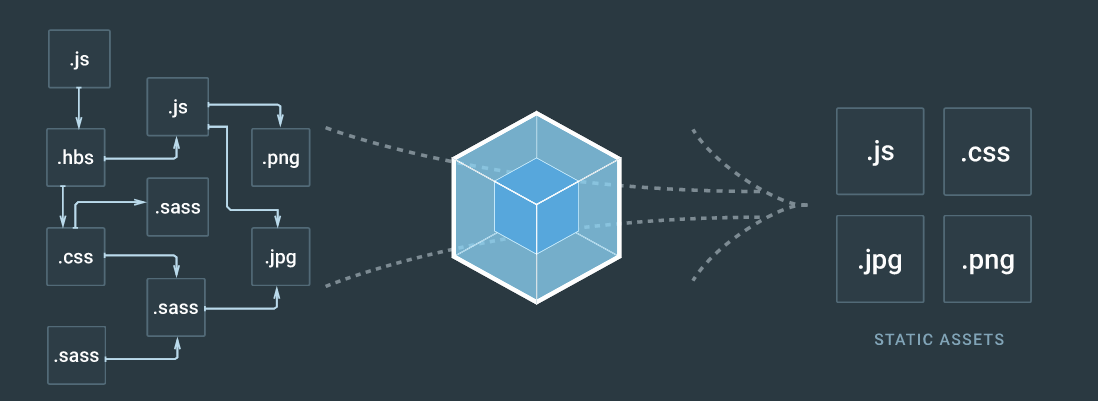 .js
.js
.hbs
.png
.sass
.css
.jpg
.sass
.sass
.js
.css
.jpg
.png
STATIC ASSETS